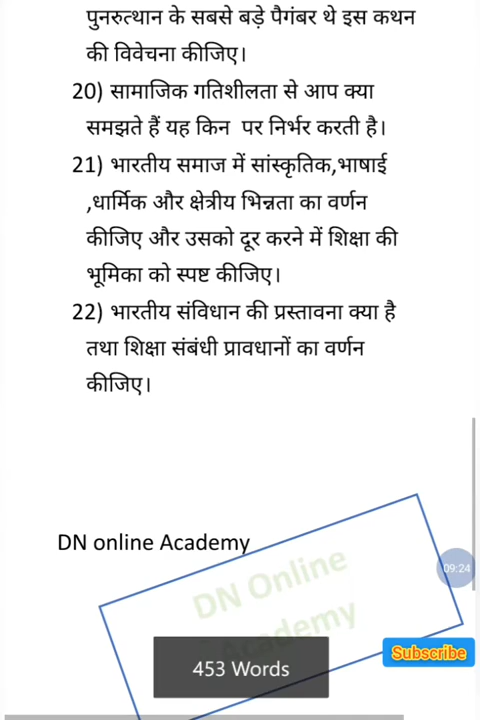 पुनरुत्थान के सबसे बड़े पैगंबर थे इस कथन
की विवेचना कीजिए।
20) सामाजिक गतिशीलता से आप क्या
समझते हैं यह किन पर निर्भर करती है।
21) भारतीय समाज में सांस्कृतिक,भाषाई
,धार्मिक और क्षेत्रीय भिन्नता का वर्णन
कीजिए और उसको दूर करने में शिक्षा की
भूमिका को स्पष्ट कीजिए।
22) भारतीय संविधान की प्रस्तावना क्या है
तथा शिक्षा संबंधी प्रावधानों का वर्णन
कीजिए।
DN online Academy
DN Online
Academy
09:24
Subscribe
453 Words